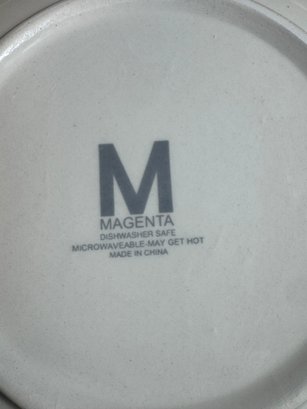 M
MAGENTA
DISHWASHER SAFE
MICROWAVEABLE-MAY GET HOT
MADE IN CHINA